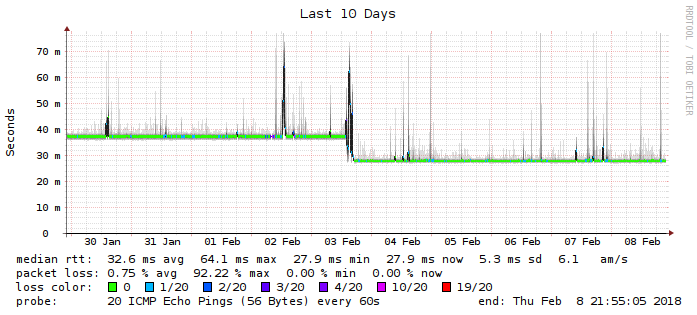 Last 10 Days
RRDTOOL / TOBI OETIKER
Seconds
70 m
60 m
50 m
40 m
30 m
20 m
10 m
0
30 Jan 31 Jan 01 Feb 02 Feb 03 Feb 04 Feb 05 Feb 06 Feb 07 Feb 08 Feb
median rtt: 32.6 ms avg 64.1 ms max 27.9 ms min 27.9 ms now 5.3 ms sd 6.1 am/s
packet loss: 0.75 % avg 92.22 % max 0.00 % min 0.00 % now
loss color: 0 1/20 2/20 3/20 4/20 10/20 19/20
probe: 20 ICMP Echo Pings (56 Bytes) every 60s end: Thu Feb 8 21:55:05 2018